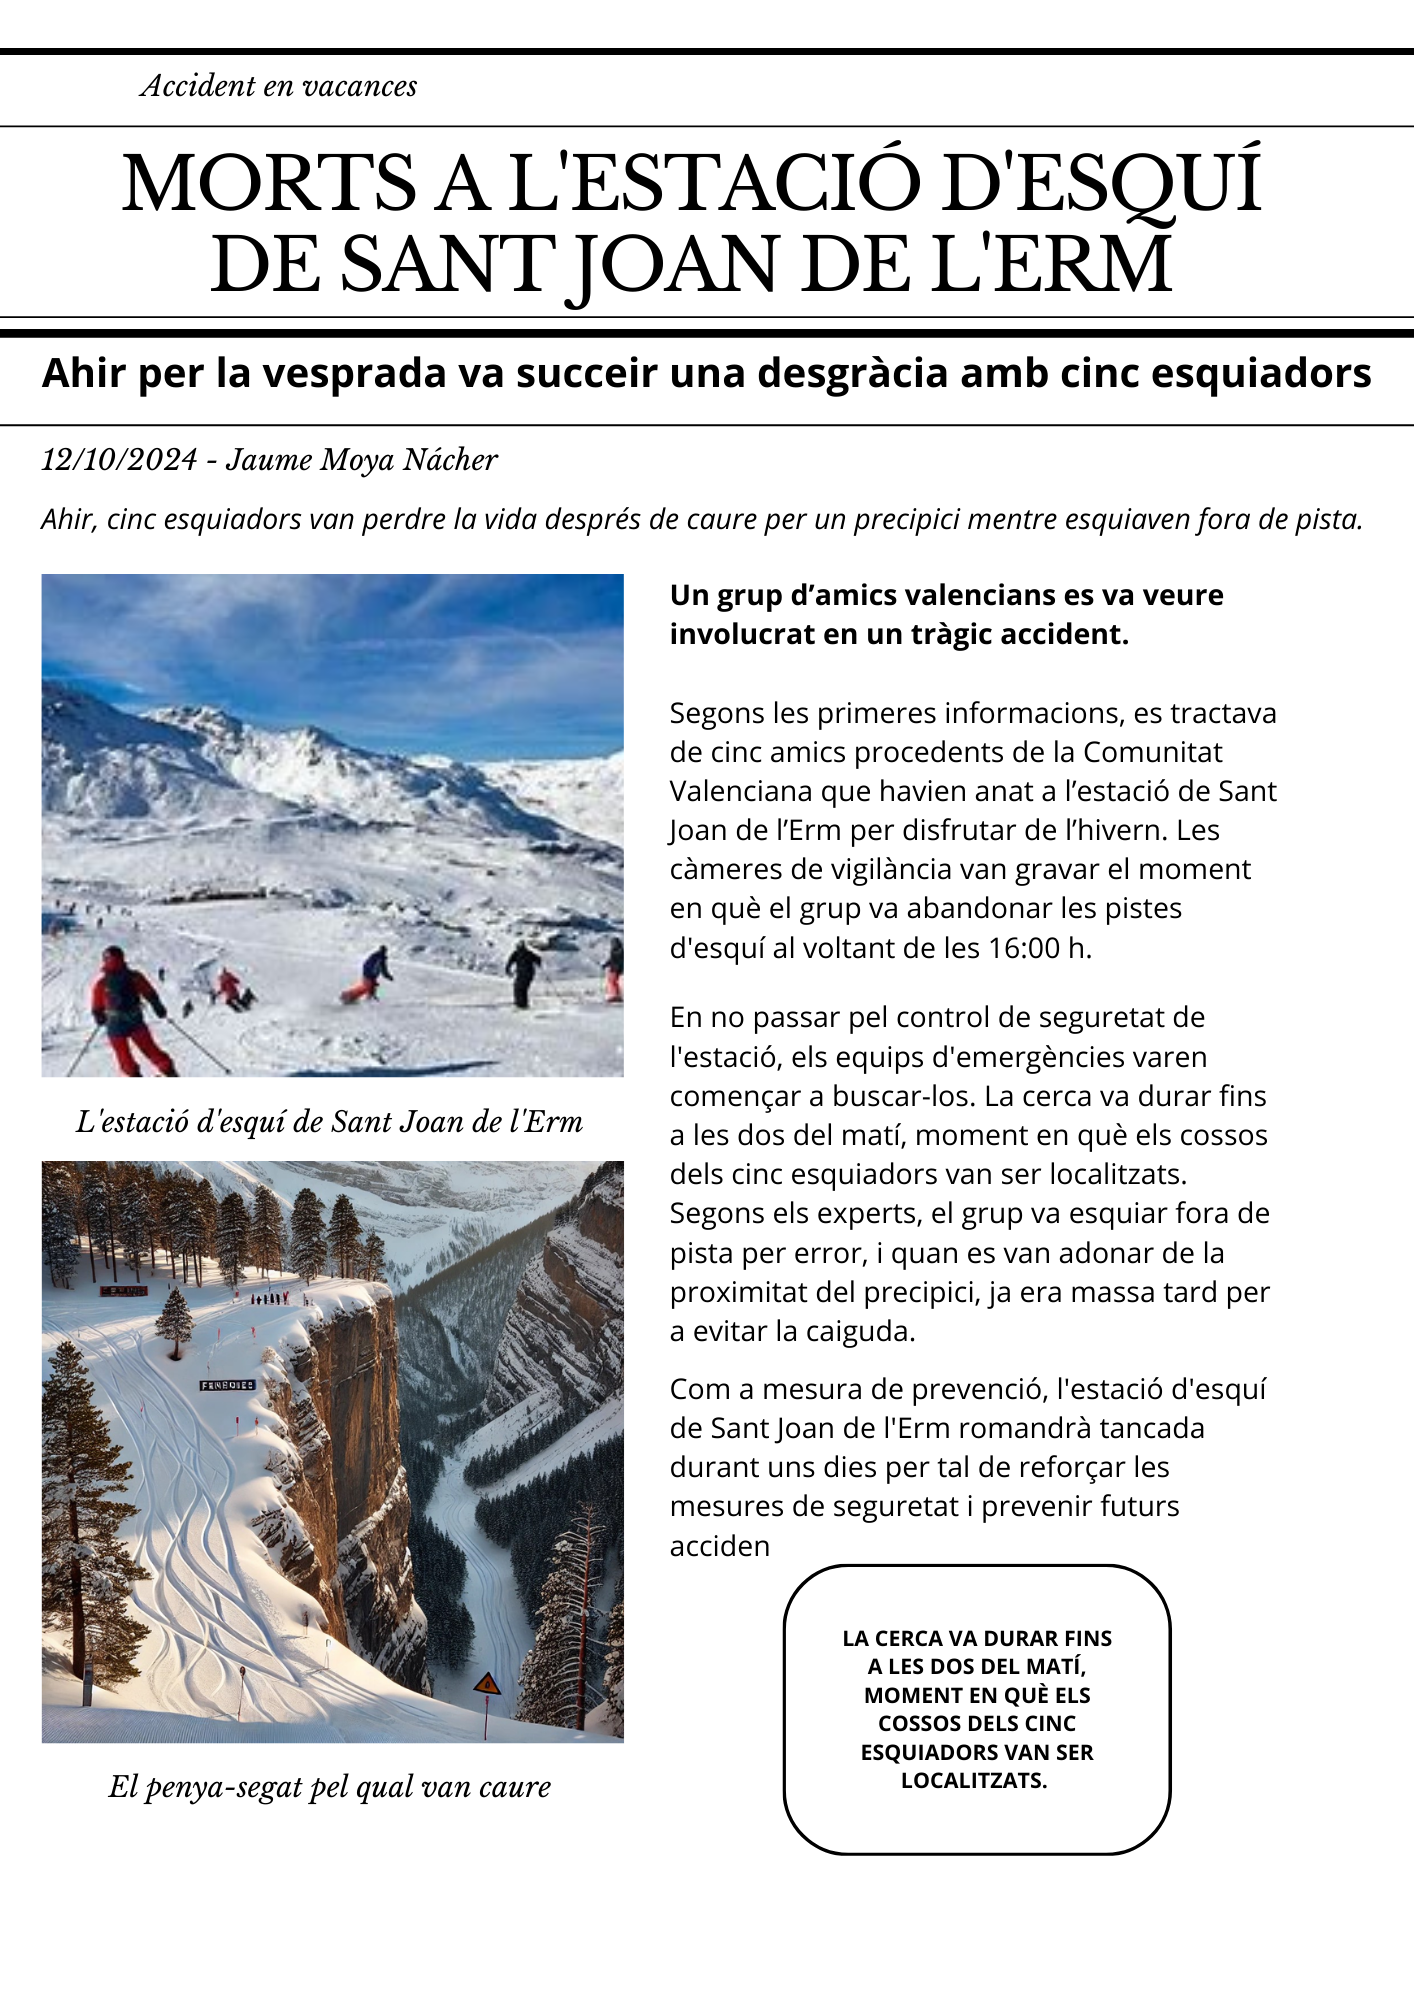 Accident en vacances
MORTS A L'ESTACIÓ D'ESQUÍ
DE SANT JOAN DE L'ERM
Ahir per la vesprada va succeir una desgràcia amb cinc esquiadors
12/10/2024 - Jaume Moya Nácher
Ahir, cinc esquiadors van perdre la vida després de caure per un precipici mentre esquiaven fora de pista.
L'estació d'esquí de Sant Joan de l'Erm
El penya-segat pel qual van caure
Un grup d’amics valencians es va veure
involucrat en un tràgic accident.
Segons les primeres informacions, es tractava
de cinc amics procedents de la Comunitat
Valenciana que havien anat a l’estació de Sant
Joan de l’Erm per disfrutar de l’hivern. Les
càmeres de vigilància van gravar el moment
en què el grup va abandonar les pistes
d'esquí al voltant de les 16:00 h.
En no passar pel control de seguretat de
l'estació, els equips d'emergències varen
començar a buscar-los. La cerca va durar fins
a les dos del matí, moment en què els cossos
dels cinc esquiadors van ser localitzats.
Segons els experts, el grup va esquiar fora de
pista per error, i quan es van adonar de la
proximitat del precipici, ja era massa tard per
a evitar la caiguda.
Com a mesura de prevenció, l'estació d'esquí
de Sant Joan de l'Erm romandrà tancada
durant uns dies per tal de reforçar les
mesures de seguretat i prevenir futurs
acciden
LA CERCA VA DURAR FINS
A LES DOS DEL MATÍ,
MOMENT EN QUÈ ELS
COSSOS DELS CINC
ESQUIADORS VAN SER
LOCALITZATS.